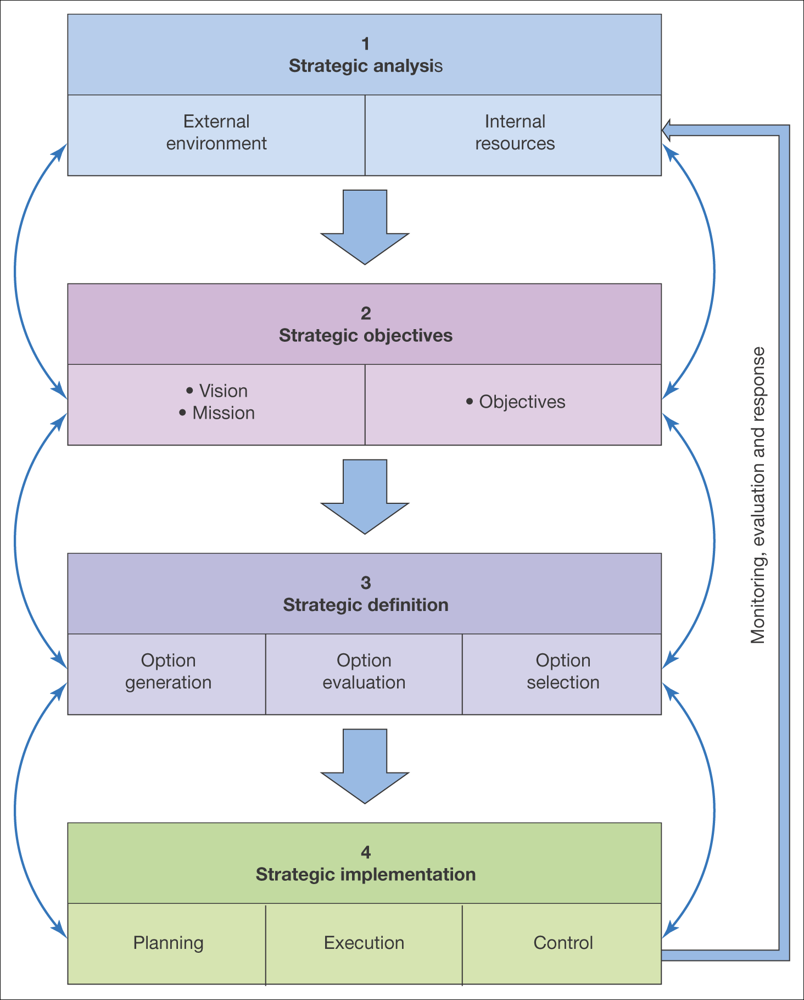 1
Strategic analysis
External
environment
Internal
resources
2
Strategic objectives
• Vision
• Mission
• Objectives
3
Strategic definition
Option
generation
Option
evaluation
Option
selection
4
Strategic implementation
Planning
Execution
Control
Monitoring, evaluation and response